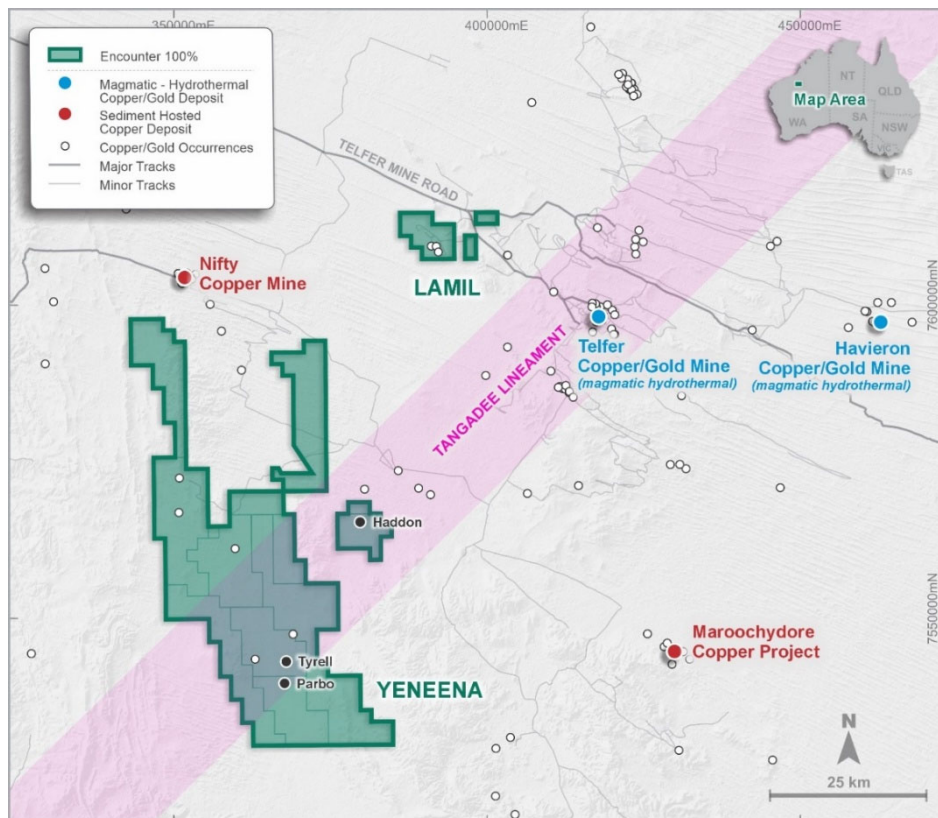 350000mE
400000mE
450000mE
Encounter 100%
Magmatic - Hydrothermal
Copper/Gold Deposit
Sediment Hosted
Copper Deposit
Copper/Gold Occurrences
Major Tracks
Minor Tracks
NT
QLD
Map Area
WA
SA
NSW
VIC
TAS
TELFER MINE ROAD
Nifty
Copper Mine
LAMIL
7600000mN
TANGADEE LINEAMENT
Telfer
Copper/Gold Mine
(magmatic hydrothermal)
Havieron
Copper/Gold Mine
(magmatic hydrothermal)
Haddon
7550000mN
Maroochydore
Copper Project
Tyrell
Parbo
YENEENA
N
25 km